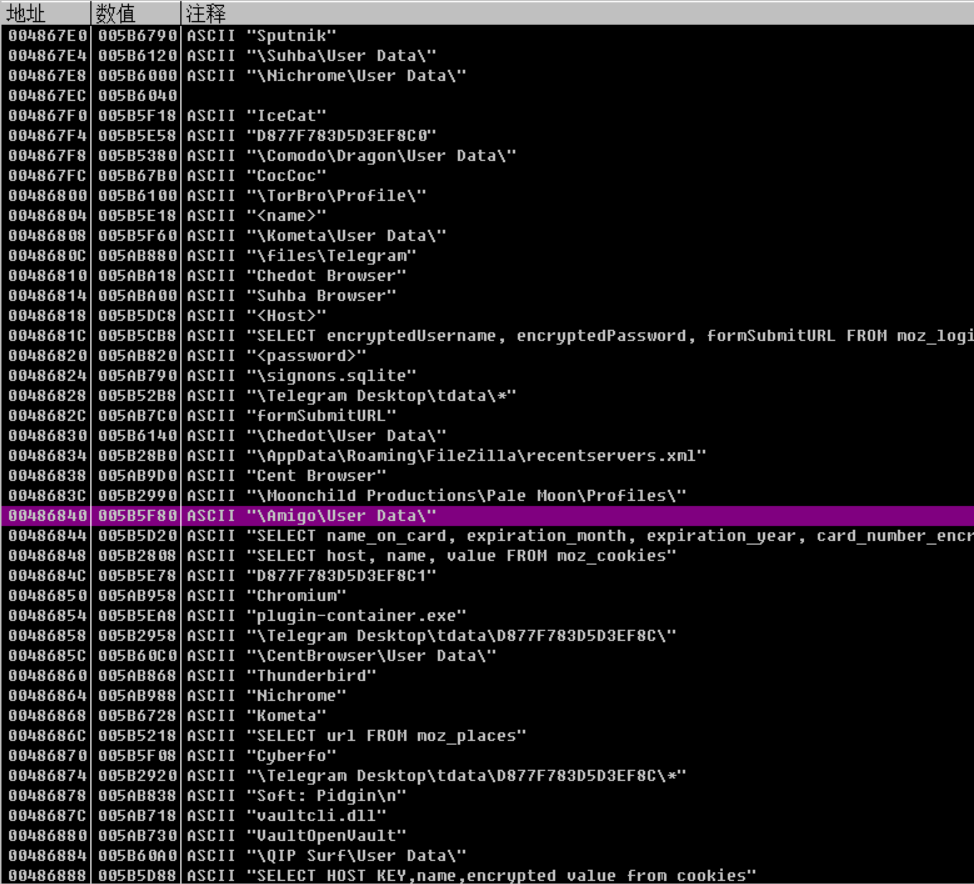 地址 数值 注释
004867E0 005B6790 ASCII "Sputnik"
004867E4 005B6120 ASCII "\Suhba\User Data\"
004867E8 005B6000 ASCII "\Nichrome\User Data\"
004867EC 005B6040
004867F0 005B5F18 ASCII "IceCat"
004867F4 005B5E58 ASCII "D877F783D5D3EF8C0"
004867F8 005B5380 ASCII "\Comodo\Dragon\User Data\"
004867FC 005B67B0 ASCII "CocCoc"
00486800 005B6100 ASCII "\TorBro\Profile\"
00486804 005B5E18 ASCII "<name>"
00486808 005B5F60 ASCII "\Kometa\User Data\"
0048680C 005AB880 ASCII "\files\Telegram"
00486810 005ABA18 ASCII "Chedot Browser"
00486814 005ABA00 ASCII "Suhba Browser"
00486818 005B5DC8 ASCII "<Host>"
0048681C 005B5CB8 ASCII "SELECT encryptedUsername, encryptedPassword, formSubmitURL FROM moz_logi
00486820 005AB820 ASCII "<password>"
00486824 005AB790 ASCII "\signons.sqlite"
00486828 005B52B8 ASCII "\Telegram Desktop\tdata\*"
0048682C 005AB7C0 ASCII "formSubmitURL"
00486830 005B6140 ASCII "\Chedot\User Data\"
00486834 005B28B0 ASCII "\AppData\Roaming\FileZilla\recentservers.xml"
00486838 005AB9D0 ASCII "Cent Browser"
0048683C 005B2990 ASCII "\Moonchild Productions\Pale Moon\Profiles\"
00486840 005B5F80 ASCII "\Amigo\User Data\"
00486844 005B5D20 ASCII "SELECT name_on_card, expiration_month, expiration_year, card_number_encr
00486848 005B2808 ASCII "SELECT host, name, value FROM moz_cookies"
0048684C 005B5E78 ASCII "D877F783D5D3EF8C1"
00486850 005AB958 ASCII "Chromium"
00486854 005B5EA8 ASCII "plugin-container.exe"
00486858 005B2958 ASCII "\Telegram Desktop\tdata\D877F783D5D3EF8C\"
0048685C 005B60C0 ASCII "\CentBrowser\User Data\"
00486860 005AB868 ASCII "Thunderbird"
00486864 005AB988 ASCII "Nichrome"
00486868 005B6728 ASCII "Kometa"
0048686C 005B5218 ASCII "SELECT url FROM moz_places"
00486870 005B5F08 ASCII "Cyberfo"
00486874 005B2920 ASCII "\Telegram Desktop\tdata\D877F783D5D3EF8C\*"
00486878 005AB838 ASCII "Soft: Pidgin\n"
0048687C 005AB718 ASCII "vaultcli.dll"
00486880 005AB730 ASCII "VaultOpenVault"
00486884 005B60A0 ASCII "\QIP Surf\User Data\"
00486888 005B5D88 ASCII "SELECT HOST_KEY,name,encrypted_value from cookies"